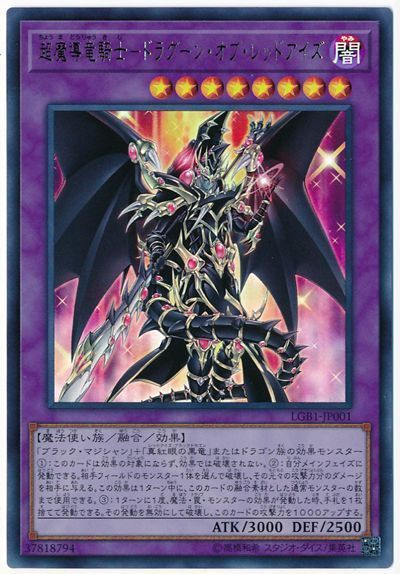 超魔導竜騎士-ドラグーン・オブ・レッドアイズ
闇
LGB1-JP001
【魔法使い族/融合/効果】
「ブラック・マジシャン」+「真紅眼の黒竜」またはドラゴン族の効果モンスター
①:このカードは効果の対象にならず、効果では破壊されない。②:自分メインフェイズに
発動できる。相手フィールドのモンスター1体を選んで破壊し、その元々の攻撃力分のダメージ
を相手に与える。この効果は1ターン中に、このカードの融合素材とした通常モンスターの数
まで使用できる。③:1ターンに1度、魔法・罠・モンスターの効果が発動した時、手札を1枚
捨てて発動できる。その発動を無効にして破壊し、このカードの攻撃力を1000アップする。
ATK/3000 DEF/2500
37818794
©高橋和希 スタジオ・ダイス/集英社